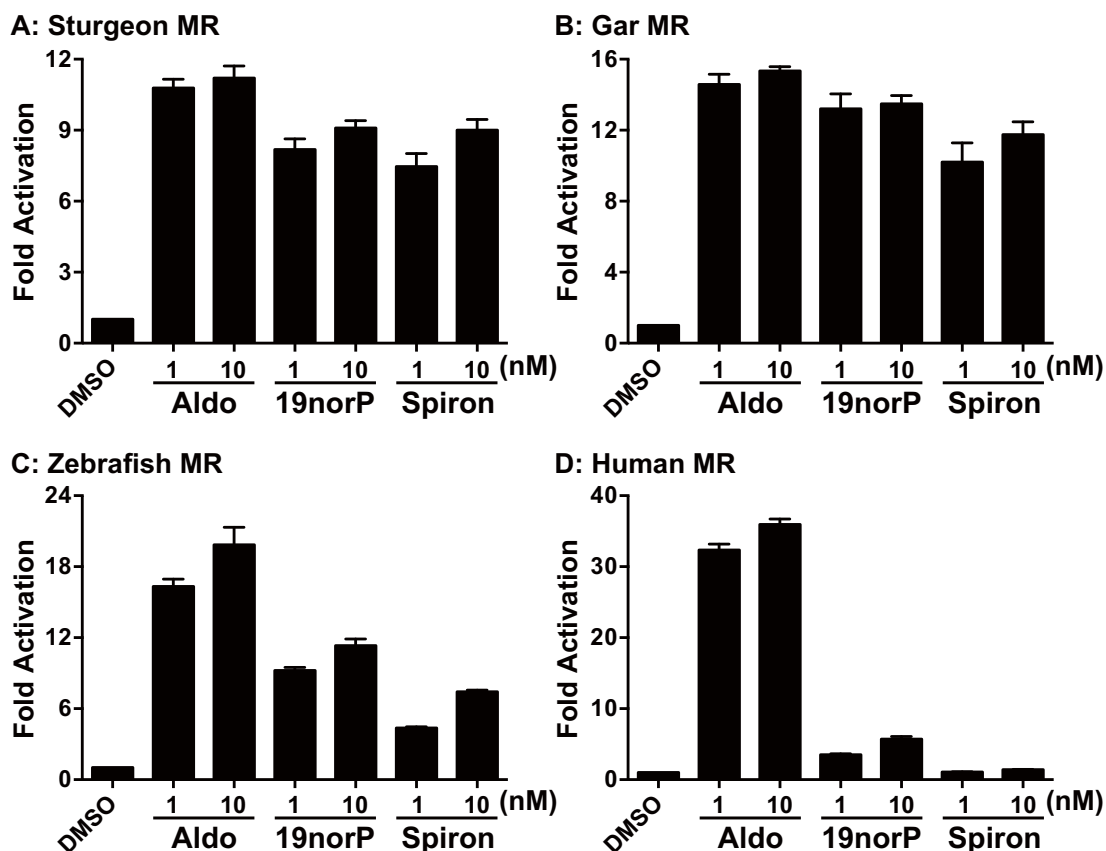 A: Sturgeon MR
Fold Activation
12
9
6
3
0
DMSO
1 10 1 10 1 10 (nM)
Aldo 19norP Spiron
B: Gar MR
Fold Activation
16
12
8
4
0
DMSO
1 10 1 10 1 10 (nM)
Aldo 19norP Spiron
C: Zebrafish MR
Fold Activation
24
18
12
6
0
DMSO
1 10 1 10 1 10 (nM)
Aldo 19norP Spiron
D: Human MR
Fold Activation
40
30
20
10
0
DMSO
1 10 1 10 1 10 (nM)
Aldo 19norP Spiron